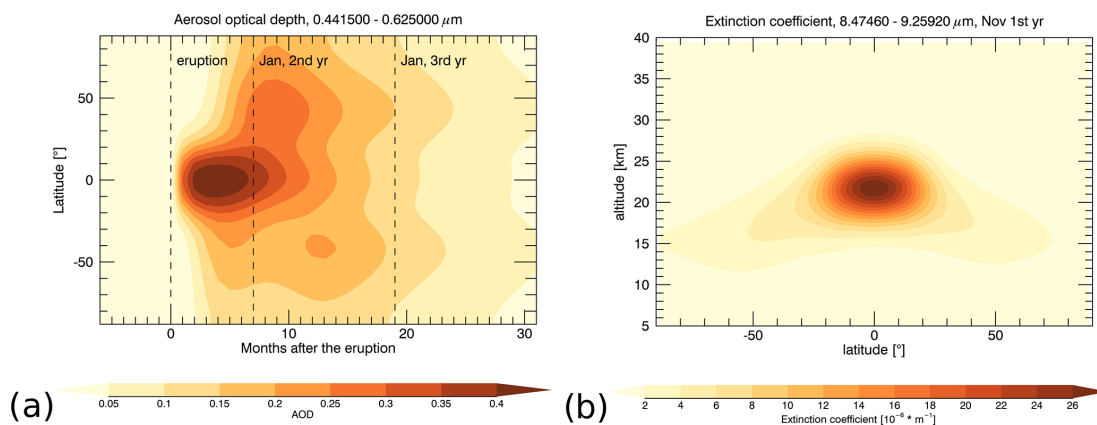 Aerosol optical depth, 0.441500 - 0.625000 μm
eruption
Jan, 2nd yr
Jan, 3rd yr
Latitude [°]
50
0
-50
0
10
20
30
Months after the eruption
(a)
0.05 0.1 0.15 0.2 0.25 0.3 0.35 0.4
AOD
Extinction coefficient, 8.47460 - 9.25920 μm, Nov 1st yr
altitude [km]
40
35
30
25
20
15
10
5
-50
0
50
latitude [°]
(b)
2 4 6 8 10 12 14 16 18 20 22 24 26
Extinction coefficient [10⁻⁶ * m⁻¹]